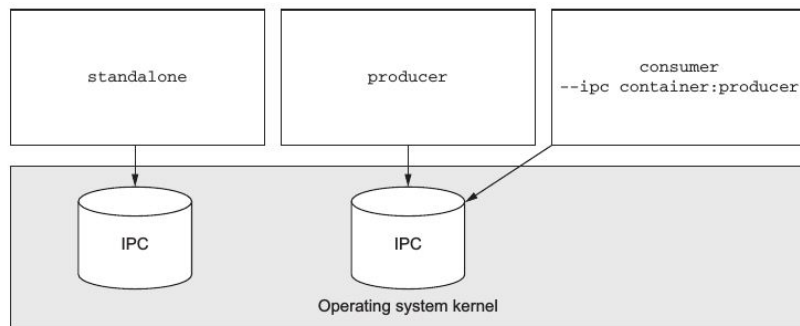 standalone
producer
consumer
--ipc container:producer
IPC
IPC
Operating system kernel